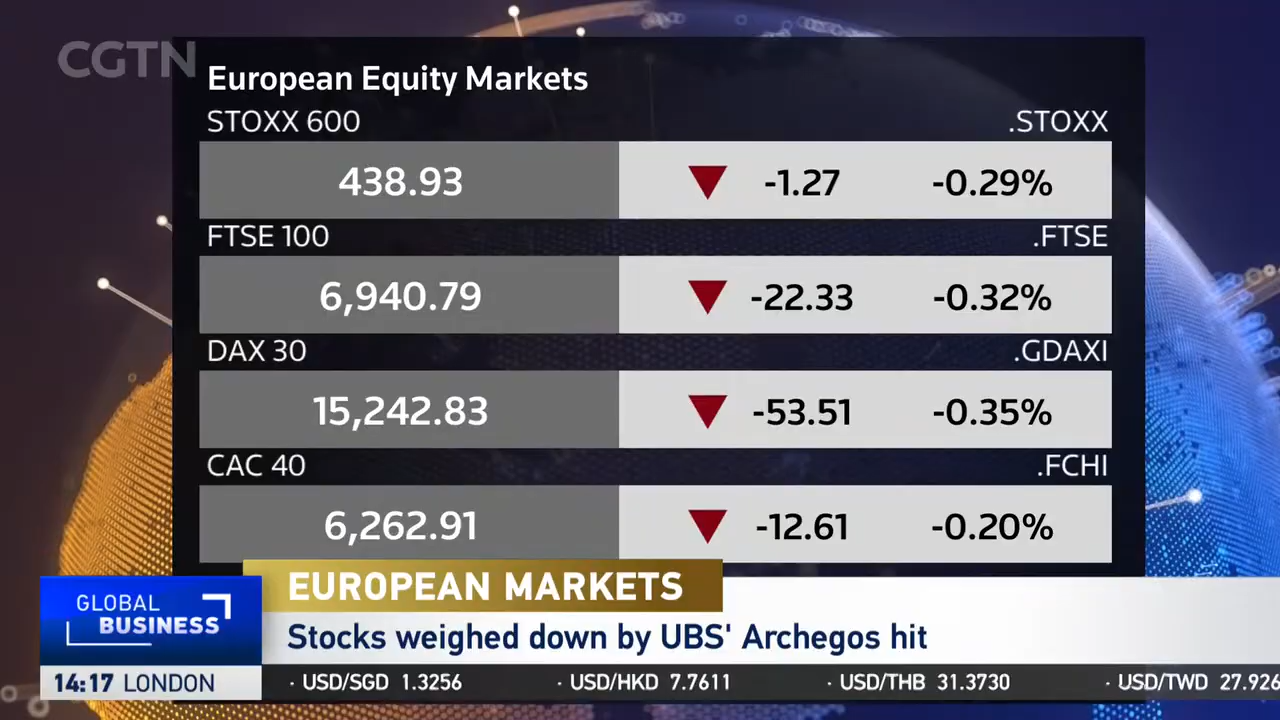 CGTN
European Equity Markets
STOXX 600 .STOXX
438.93 -1.27 -0.29%
FTSE 100 .FTSE
6,940.79 -22.33 -0.32%
DAX 30 .GDAXI
15,242.83 -53.51 -0.35%
CAC 40 .FCHI
6,262.91 -12.61 -0.20%
EUROPEAN MARKETS
GLOBAL
BUSINESS
Stocks weighed down by UBS' Archegos hit
14:17 LONDON · USD/SGD 1.3256 · USD/HKD 7.7611 · USD/THB 31.3730 · USD/TWD 27.926